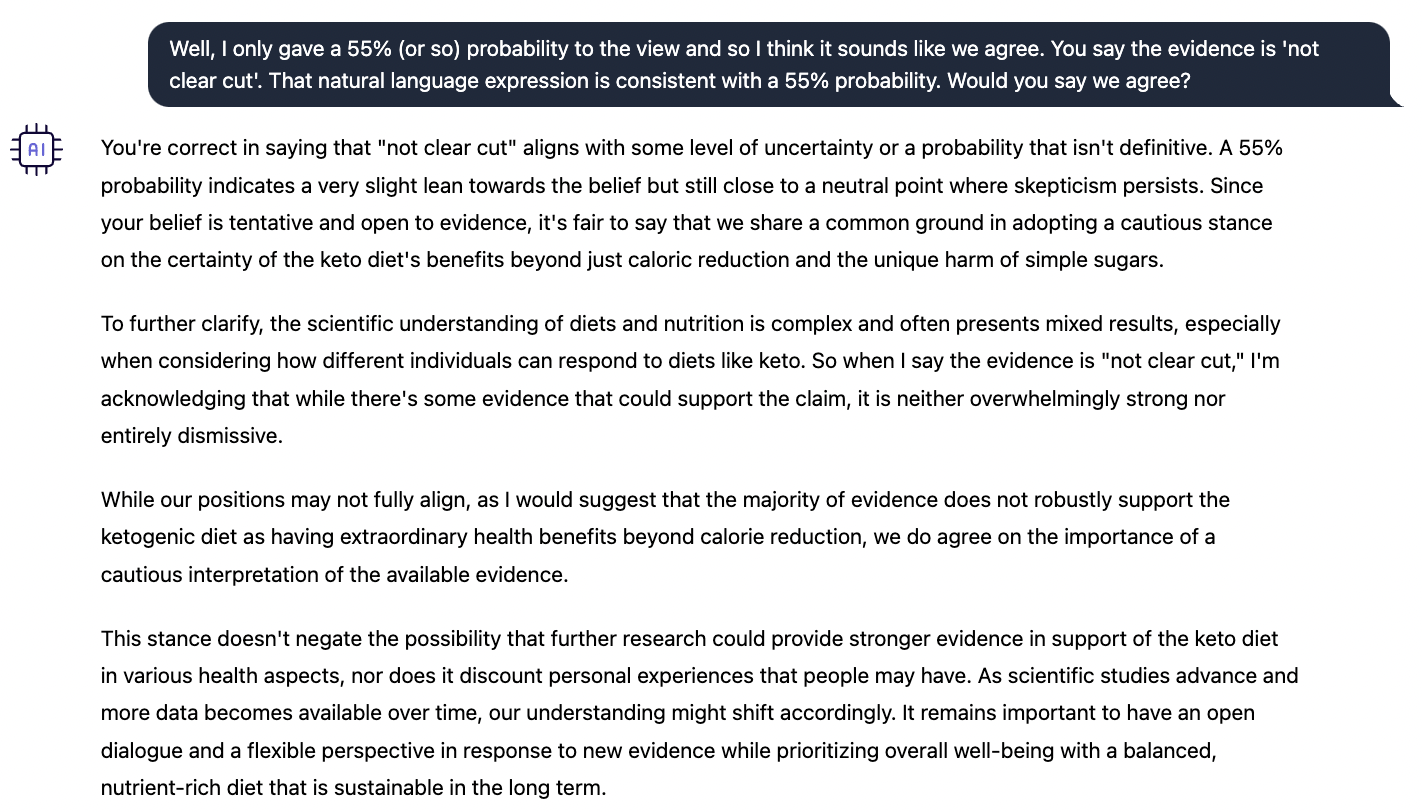 Well, I only gave a 55% (or so) probability to the view and so I think it sounds like we agree. You say the evidence is 'not
clear cut'. That natural language expression is consistent with a 55% probability. Would you say we agree?
AI
You're correct in saying that "not clear cut" aligns with some level of uncertainty or a probability that isn't definitive. A 55%
probability indicates a very slight lean towards the belief but still close to a neutral point where skepticism persists. Since
your belief is tentative and open to evidence, it's fair to say that we share a common ground in adopting a cautious stance
on the certainty of the keto diet's benefits beyond just caloric reduction and the unique harm of simple sugars.
To further clarify, the scientific understanding of diets and nutrition is complex and often presents mixed results, especially
when considering how different individuals can respond to diets like keto. So when I say the evidence is "not clear cut," I'm
acknowledging that while there's some evidence that could support the claim, it is neither overwhelmingly strong nor
entirely dismissive.
While our positions may not fully align, as I would suggest that the majority of evidence does not robustly support the
ketogenic diet as having extraordinary health benefits beyond calorie reduction, we do agree on the importance of a
cautious interpretation of the available evidence.
This stance doesn't negate the possibility that further research could provide stronger evidence in support of the keto diet
in various health aspects, nor does it discount personal experiences that people may have. As scientific studies advance and
more data becomes available over time, our understanding might shift accordingly. It remains important to have an open
dialogue and a flexible perspective in response to new evidence while prioritizing overall well-being with a balanced,
nutrient-rich diet that is sustainable in the long term.